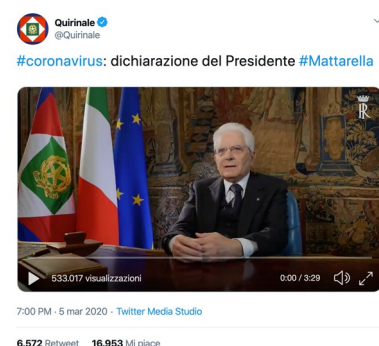 Quirinale
@Quirinale
#coronavirus: dichiarazione del Presidente #Mattarella
533.017 visualizzazioni 0:00 / 3:29
7:00 PM · 5 mar 2020 · Twitter Media Studio
6.572 Retweet 16.953 Mi piace